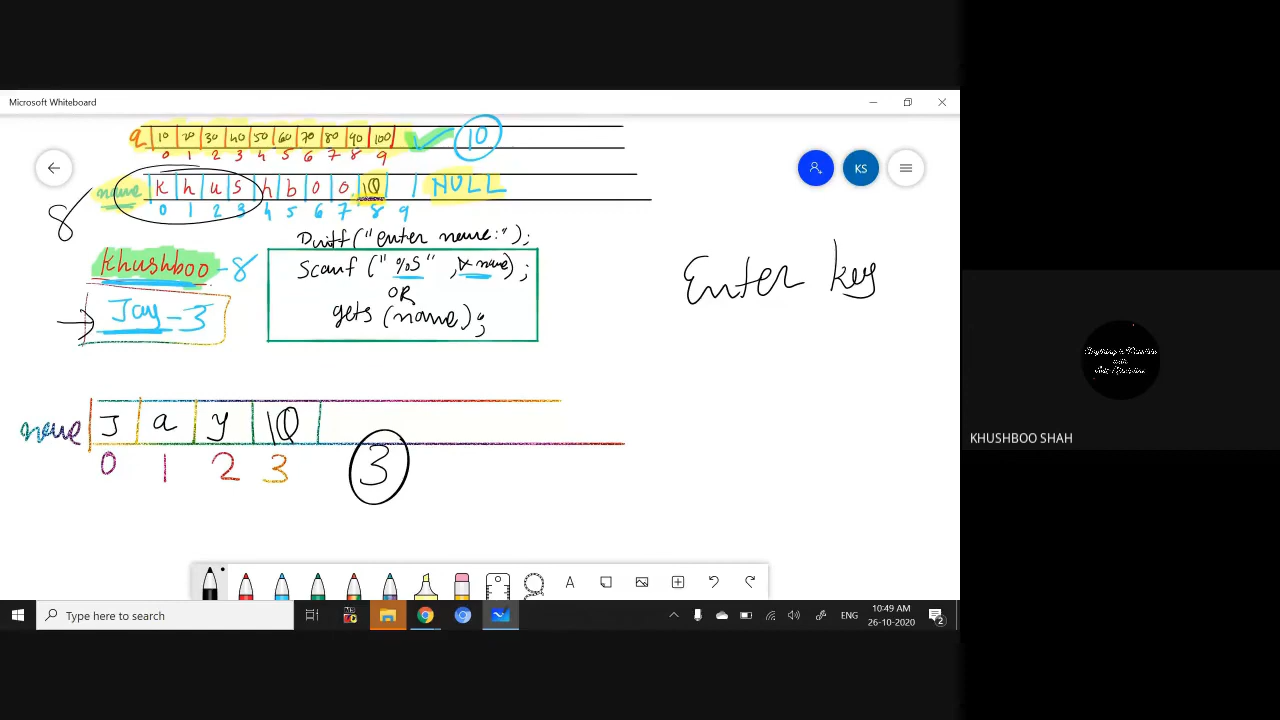 Microsoft Whiteboard
a 10 20 30 40 50 60 70 80 90 100 10
0 1 2 3 4 5 6 7 8 9
name K h u s h b o o \0 NULL
8 0 1 2 3 4 5 6 7 8 9
KS
Printf("enter name:");
Khushboo - 8
Scanf ("%s" , & name);
OR
Jay - 3
gets (name);
Enter key
name J a y \0
0 1 2 3
3
KHUSHBOO SHAH
A
Type here to search
ENG
10:49 AM
26-10-2020
2